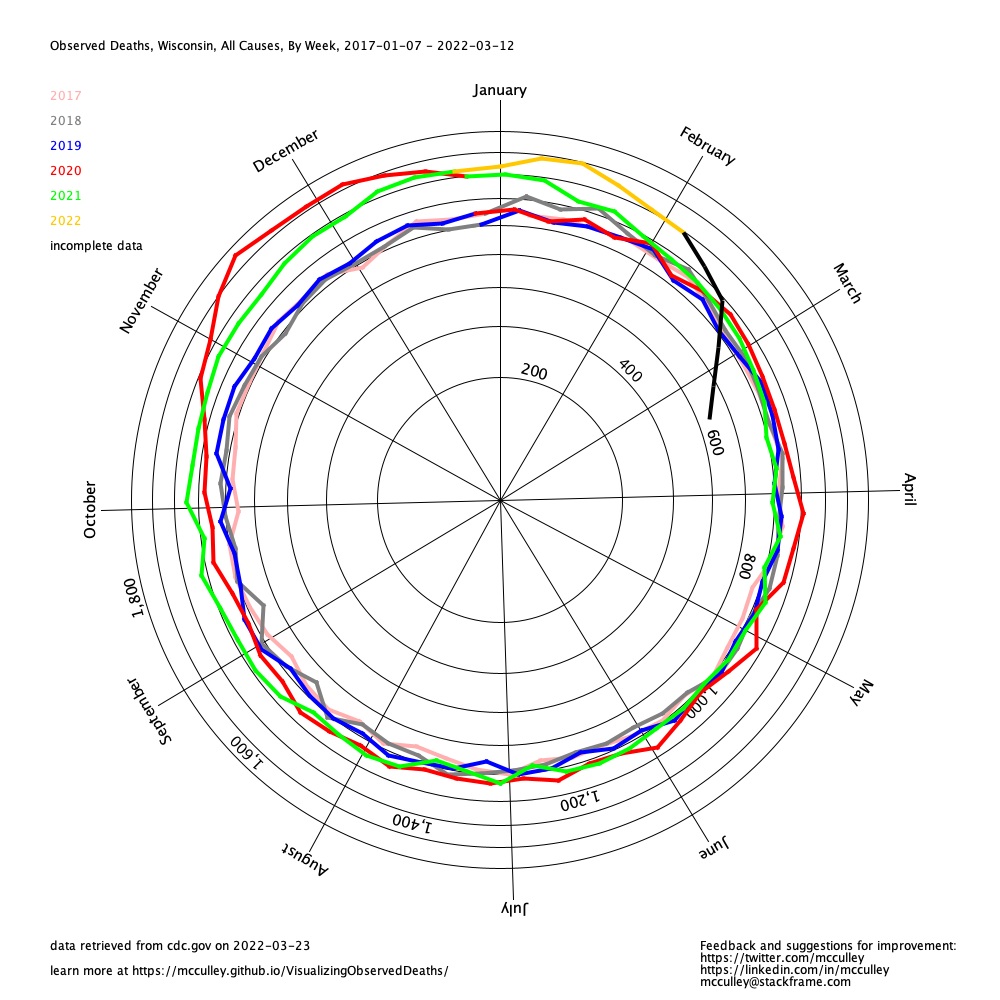 Observed Deaths, Wisconsin, All Causes, By Week, 2017-01-07 - 2022-03-12
2017
2018
2019
2020
2021
2022
incomplete data
January
February
March
April
May
June
July
August
September
October
November
December
200
400
600
800
1,000
1,200
1,400
1,600
1,800
data retrieved from cdc.gov on 2022-03-23
learn more at https://mcculley.github.io/VisualizingObservedDeaths/
Feedback and suggestions for improvement:
https://twitter.com/mcculley
https://linkedin.com/in/mcculley
mcculley@stackframe.com